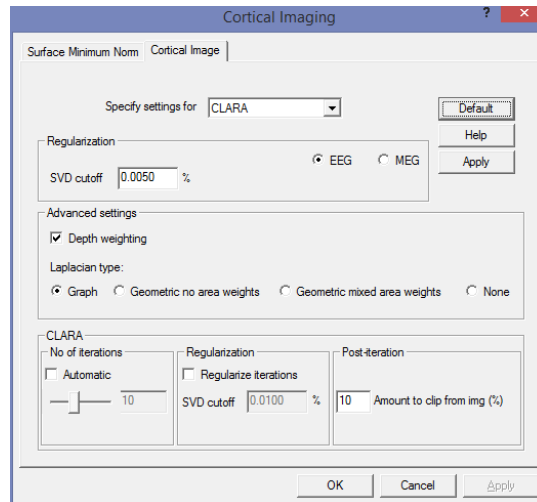 Cortical Imaging ? ×
Surface Minimum Norm Cortical Image
Specify settings for CLARA Default
Help
Regularization
EEG MEG Apply
SVD cutoff 0.0050 %
Advanced settings
Depth weighting
Laplacian type:
Graph Geometric no area weights Geometric mixed area weights None
CLARA
No of iterations Regularization Post-iteration
Automatic Regularize iterations
10 SVD cutoff 0.0100 % 10 Amount to clip from img (%)
OK Cancel Apply